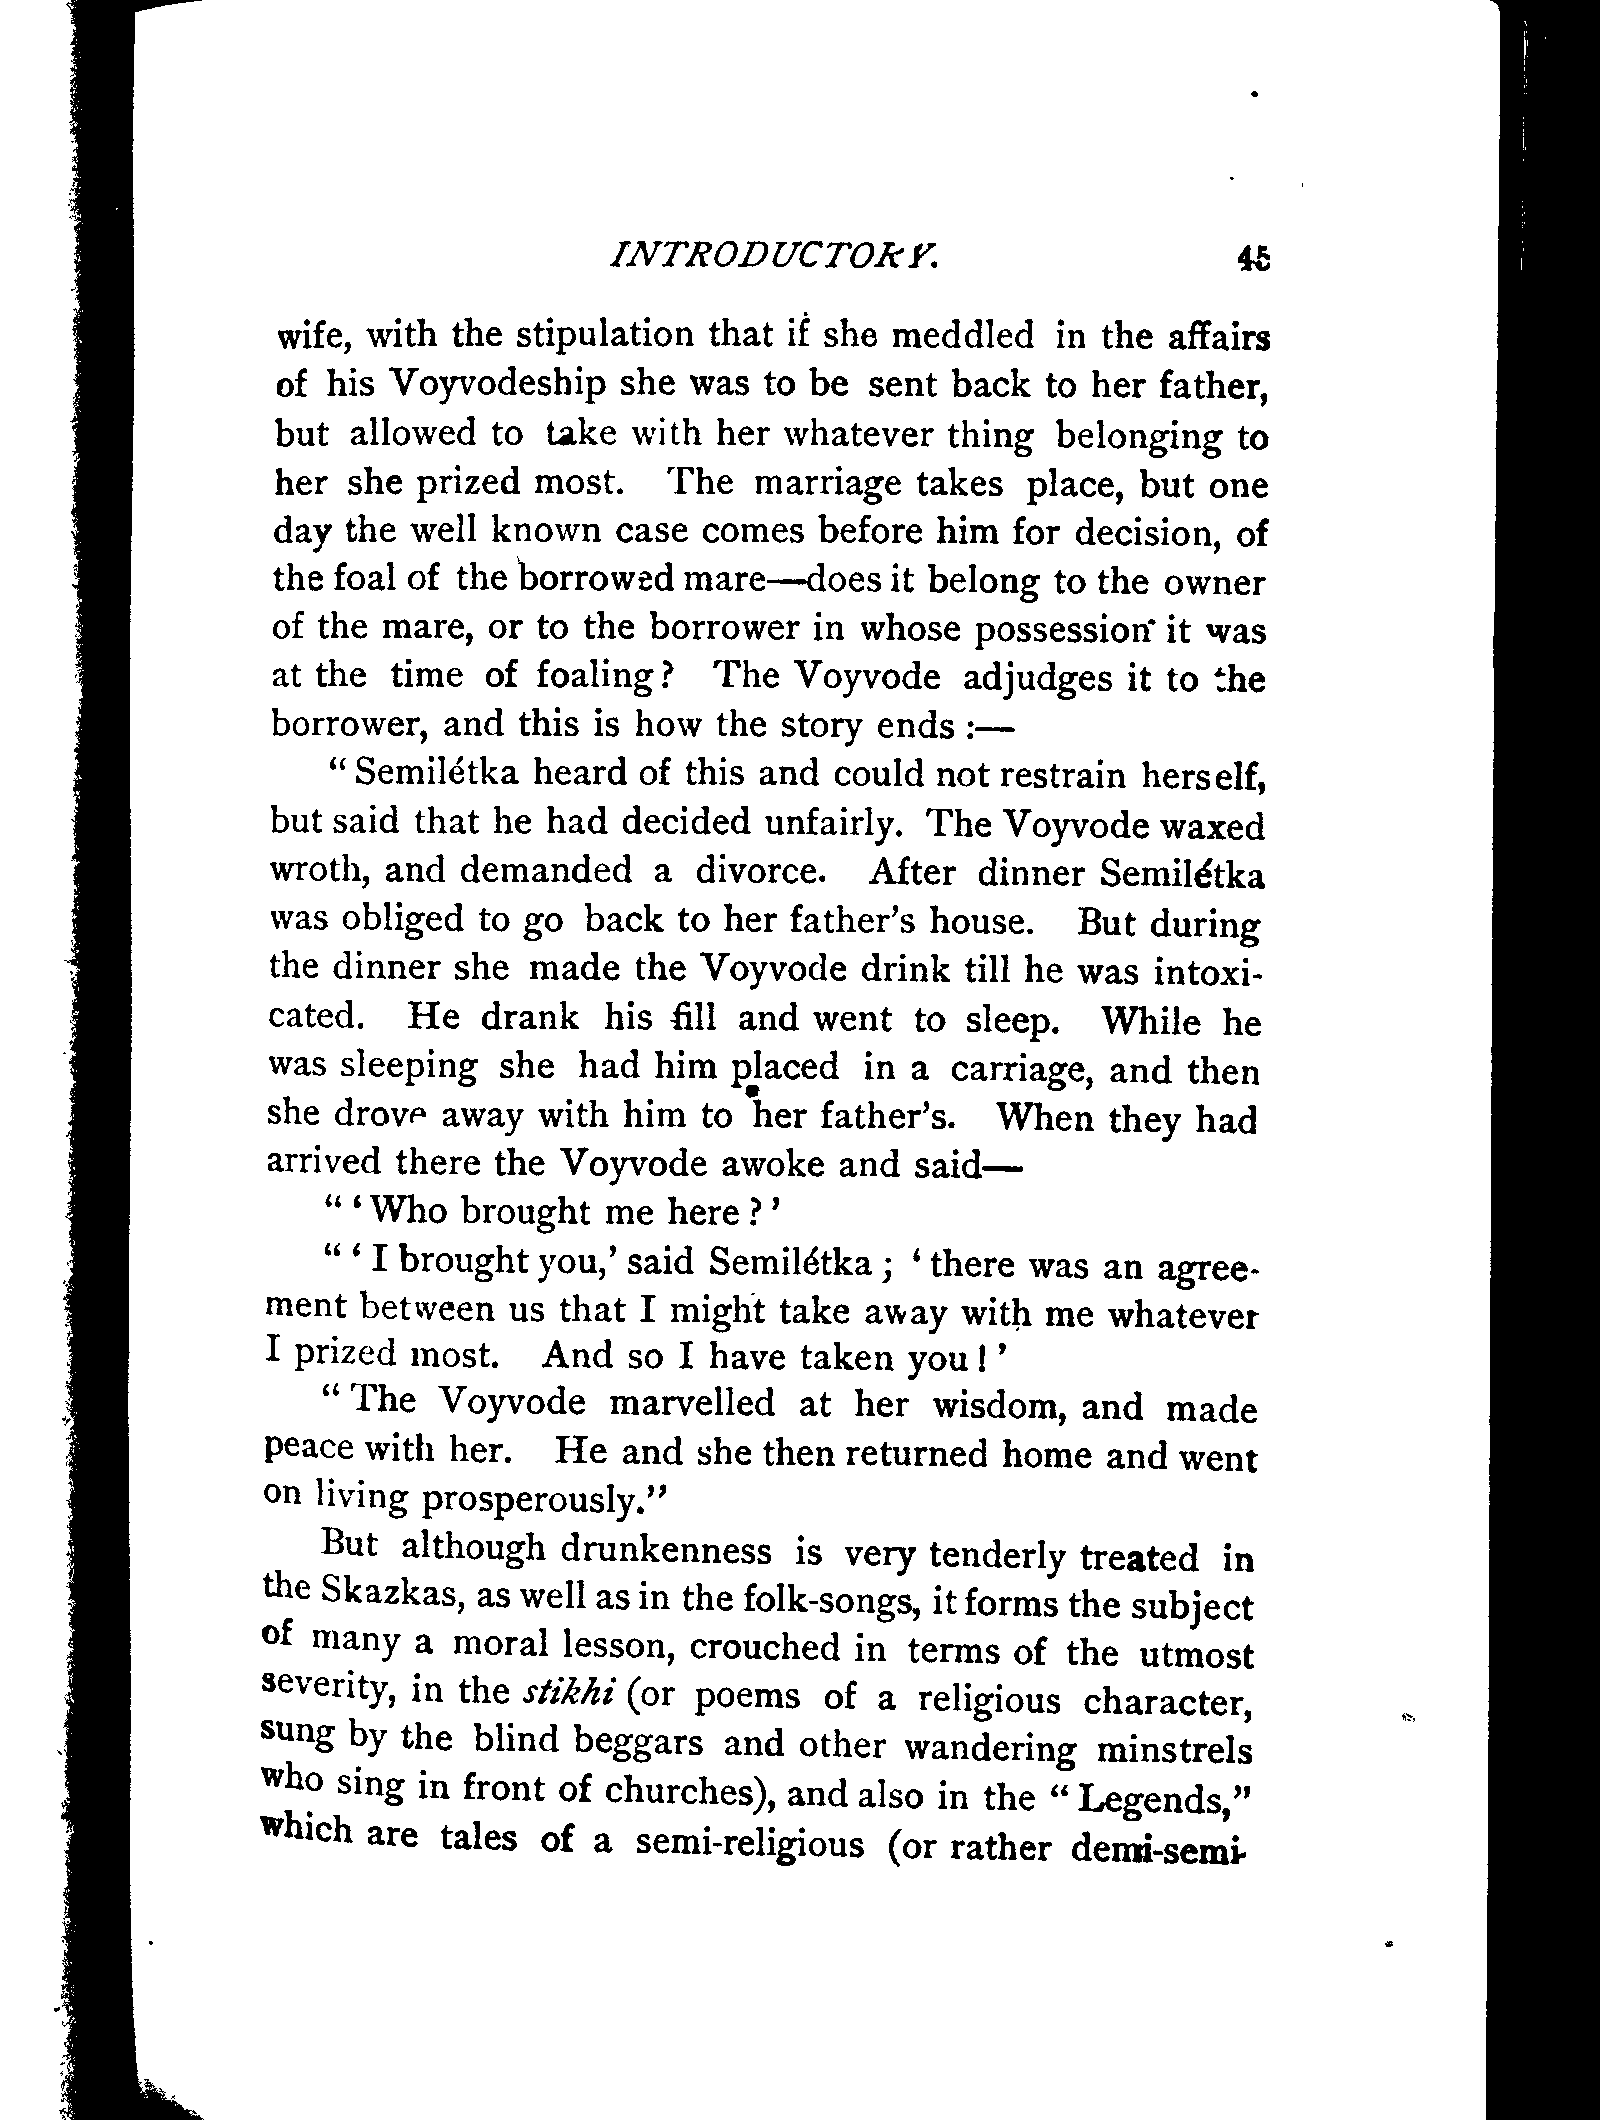 INTRODUCTORY. 45
wife, with the stipulation that if she meddled in the affairs
of his Voyvodeship she was to be sent back to her father,
but allowed to take with her whatever thing belonging to
her she prized most. The marriage takes place, but one
day the well known case comes before him for decision, of
the foal of the borrowed mare—does it belong to the owner
of the mare, or to the borrower in whose possession it was
at the time of foaling? The Voyvode adjudges it to the
borrower, and this is how the story ends :—
“ Semilétka heard of this and could not restrain herself,
but said that he had decided unfairly. The Voyvode waxed
wroth, and demanded a divorce. After dinner Semilétka
was obliged to go back to her father’s house. But during
the dinner she made the Voyvode drink till he was intoxi-
cated. He drank his fill and went to sleep. While he
was sleeping she had him placed in a carriage, and then
she drove away with him to her father’s. When they had
arrived there the Voyvode awoke and said—
“ ‘ Who brought me here ? ’
“ ‘ I brought you,’ said Semilétka ; ‘ there was an agree-
ment between us that I might take away with me whatever
I prized most. And so I have taken you ! ’
“ The Voyvode marvelled at her wisdom, and made
peace with her. He and she then returned home and went
on living prosperously.”
But although drunkenness is very tenderly treated in
the Skazkas, as well as in the folk-songs, it forms the subject
of many a moral lesson, crouched in terms of the utmost
severity, in the stikhi (or poems of a religious character,
sung by the blind beggars and other wandering minstrels
who sing in front of churches), and also in the “ Legends,”
which are tales of a semi-religious (or rather demi-semi-